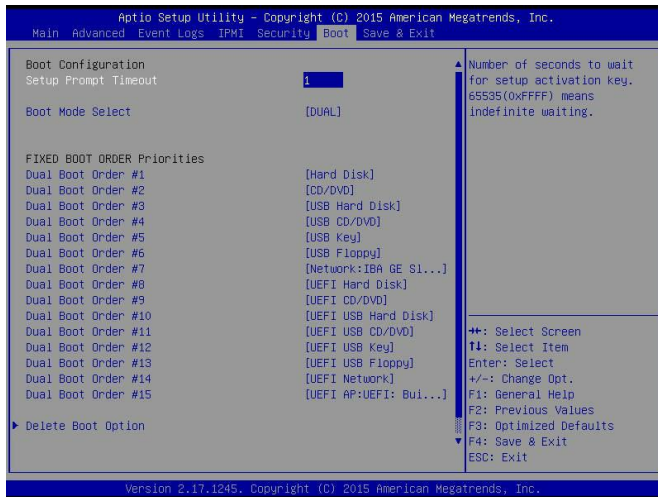 Aptio Setup Utility - Copyright (C) 2015 American Megatrends, Inc.
Main Advanced Event Logs IPMI Security Boot Save & Exit
Boot Configuration
Setup Prompt Timeout 1
Boot Mode Select [DUAL]
FIXED BOOT ORDER Priorities
Dual Boot Order #1 [Hard Disk]
Dual Boot Order #2 [CD/DVD]
Dual Boot Order #3 [USB Hard Disk]
Dual Boot Order #4 [USB CD/DVD]
Dual Boot Order #5 [USB Key]
Dual Boot Order #6 [USB Floppy]
Dual Boot Order #7 [Network:IBA GE Sl...]
Dual Boot Order #8 [UEFI Hard Disk]
Dual Boot Order #9 [UEFI CD/DVD]
Dual Boot Order #10 [UEFI USB Hard Disk]
Dual Boot Order #11 [UEFI USB CD/DVD]
Dual Boot Order #12 [UEFI USB Key]
Dual Boot Order #13 [UEFI USB Floppy]
Dual Boot Order #14 [UEFI Network]
Dual Boot Order #15 [UEFI AP:UEFI: Bui...]
Delete Boot Option
Number of seconds to wait
for setup activation key.
65535(0xFFFF) means
indefinite waiting.
→←: Select Screen
↑↓: Select Item
Enter: Select
+/-: Change Opt.
F1: General Help
F2: Previous Values
F3: Optimized Defaults
F4: Save & Exit
ESC: Exit
Version 2.17.1245. Copyright (C) 2015 American Megatrends, Inc.